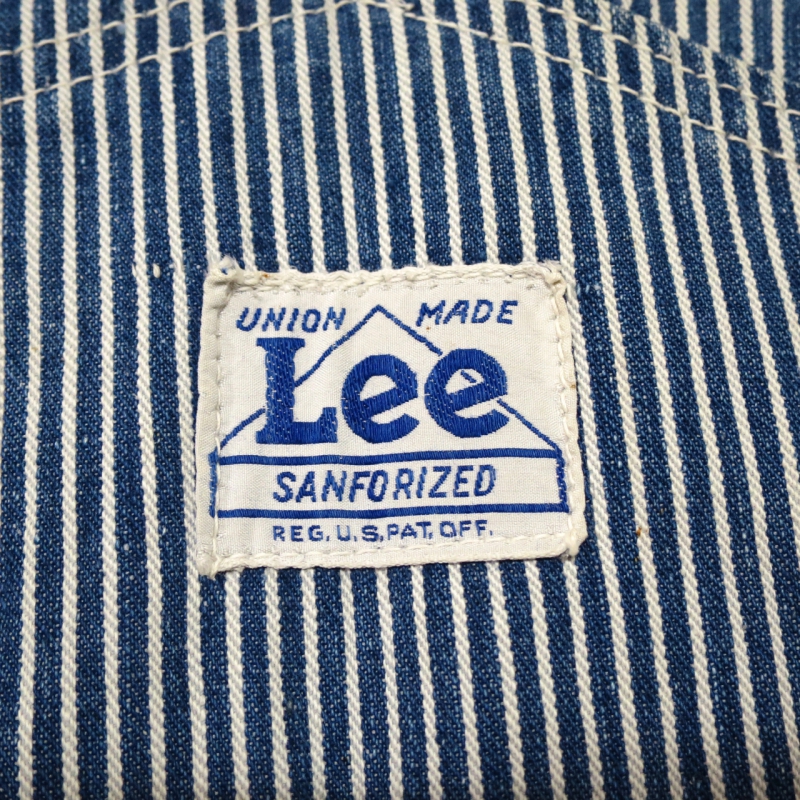 UNION MADE
Lee
SANFORIZED
REG. U.S. PAT. OFF.